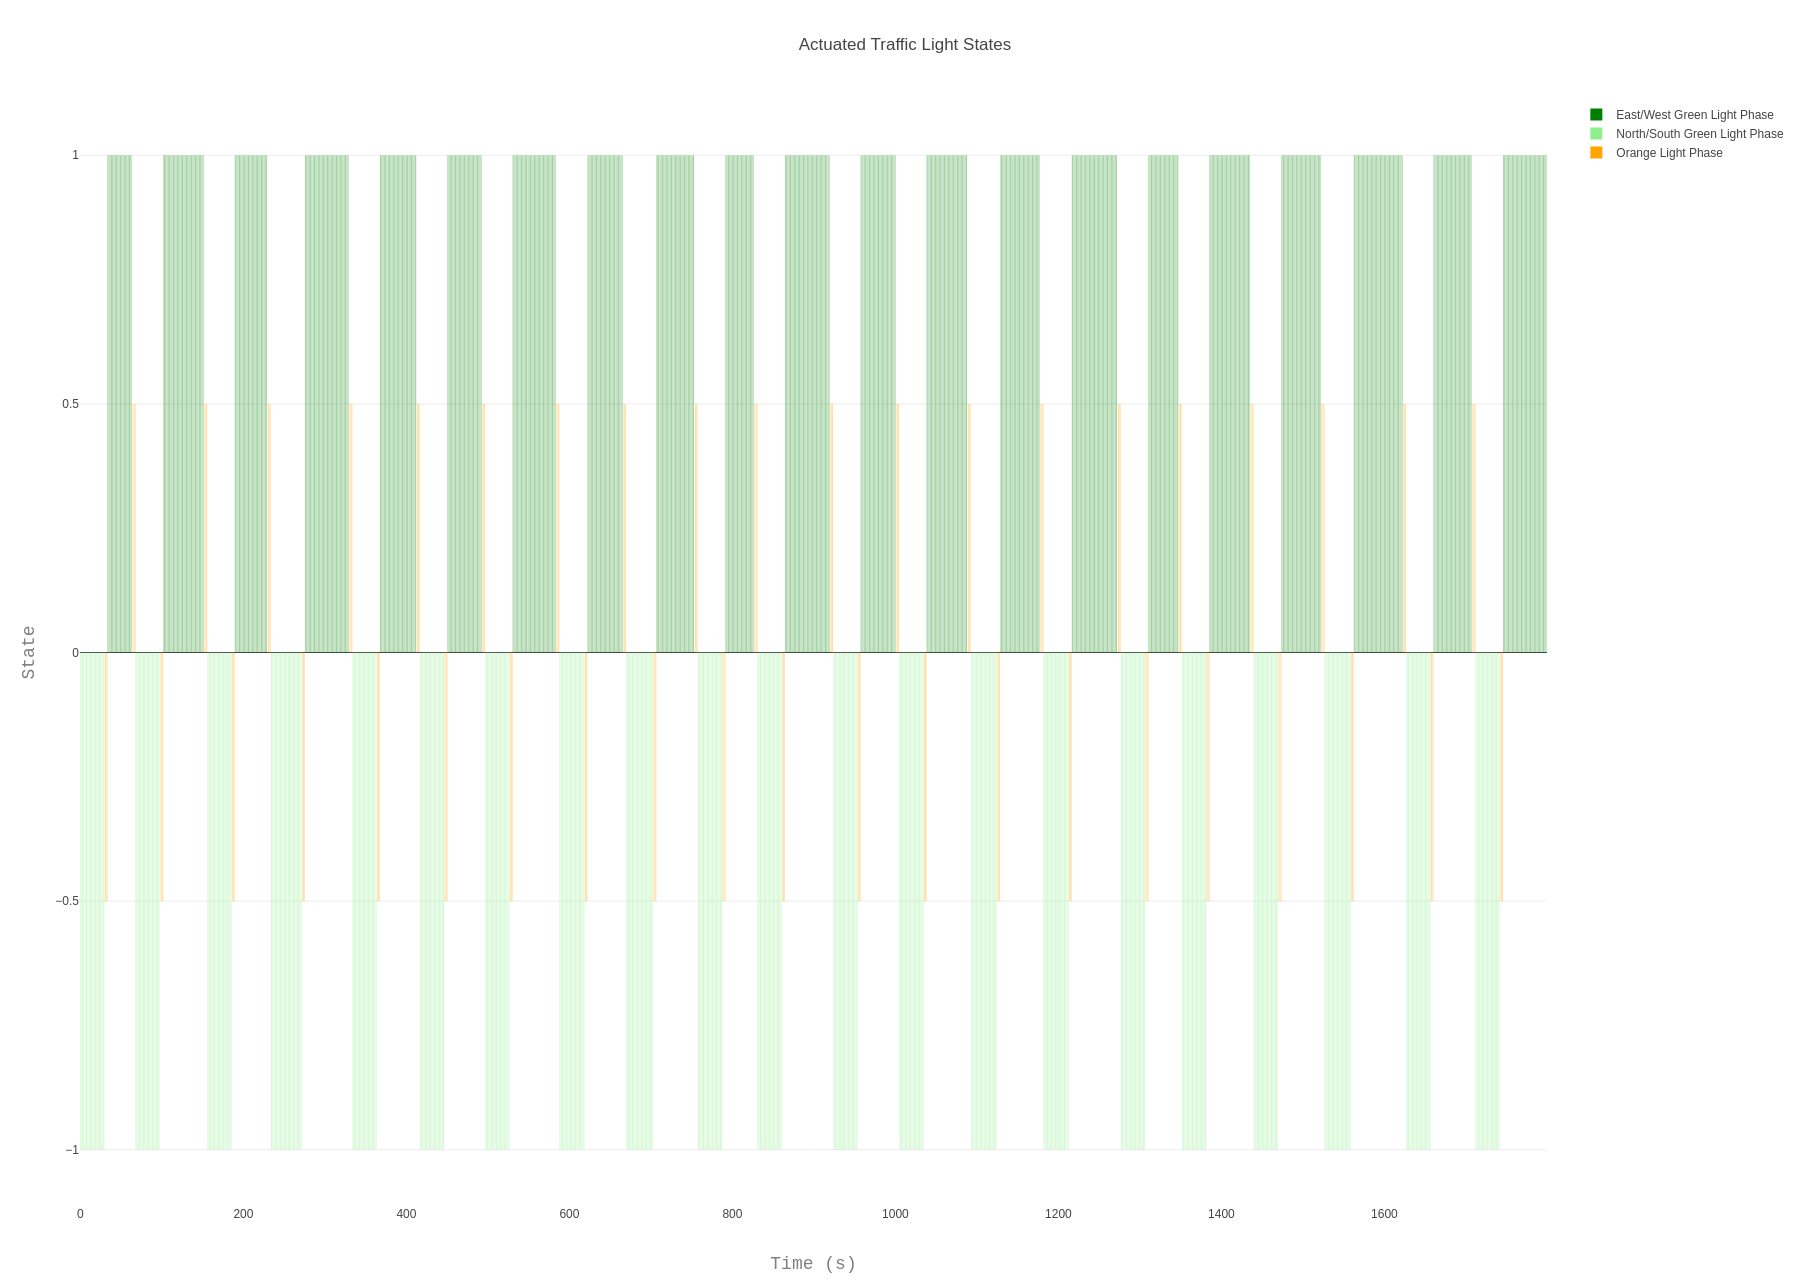 Actuated Traffic Light States
East/West Green Light Phase
North/South Green Light Phase
Orange Light Phase
1
0.5
0
−0.5
−1
State
0
200
400
600
800
1000
1200
1400
1600
Time (s)